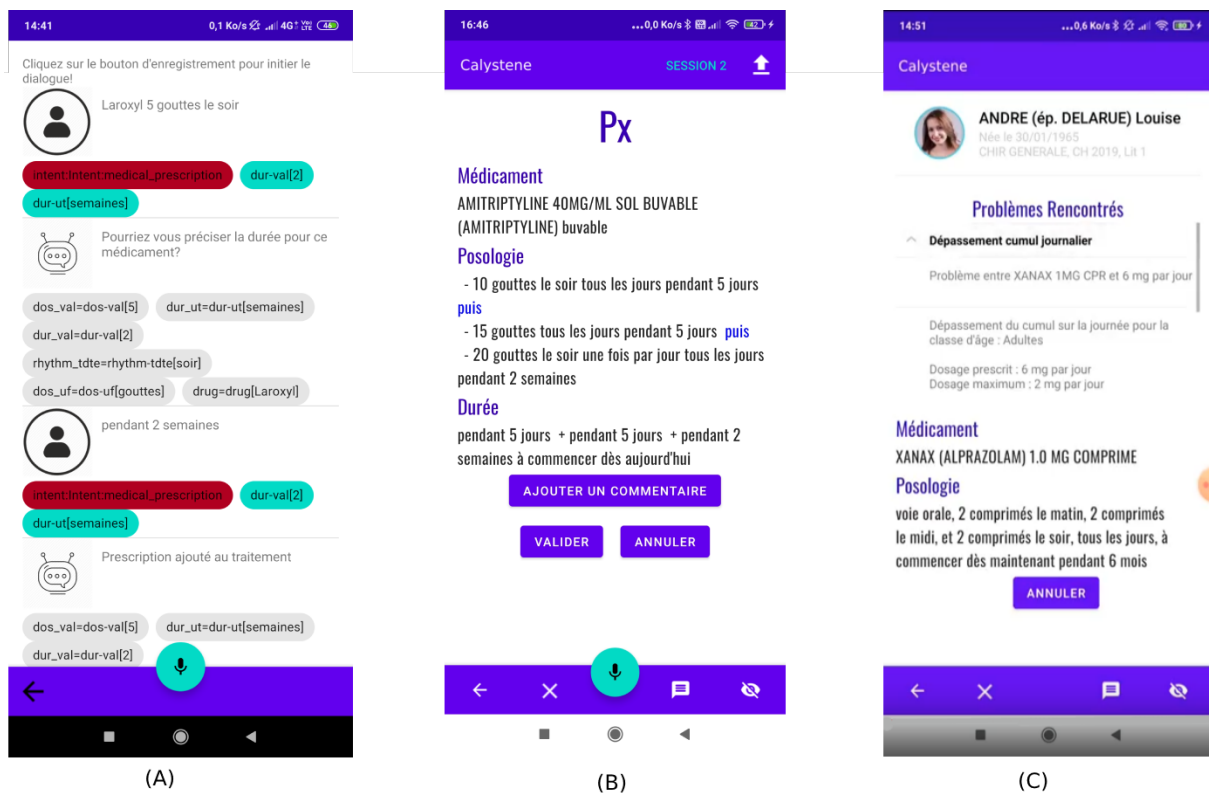 14:41
0,1 Ko/s 4G+ VoLTE 46
Cliquez sur le bouton d'enregistrement pour initier le
dialogue!
Laroxyl 5 gouttes le soir
Intent:Intent:medical_prescription dur-val[2]
dur-ut[semaines]
Pourriez vous préciser la durée pour ce
médicament?
dos_val=dos-val[5] dur_ut=dur-ut[semaines]
dur_val=dur-val[2]
rhythm_tdte=rhythm-tdte[soir]
dos_uf=dos-uf[gouttes] drug=drug[Laroxyl]
pendant 2 semaines
Intent:Intent:medical_prescription dur-val[2]
dur-ut[semaines]
Prescription ajouté au traitement
dos_val=dos-val[5] dur_ut=dur-ut[semaines]
dur_val=dur-val[2]
(A)
16:46
...0,0 Ko/s 42
Calystene SESSION 2
Px
Médicament
AMITRIPTYLINE 40MG/ML SOL BUVABLE
(AMITRIPTYLINE) buvable
Posologie
- 10 gouttes le soir tous les jours pendant 5 jours
puis
- 15 gouttes tous les jours pendant 5 jours puis
- 20 gouttes le soir une fois par jour tous les jours
pendant 2 semaines
Durée
pendant 5 jours + pendant 5 jours + pendant 2
semaines à commencer dès aujourd'hui
AJOUTER UN COMMENTAIRE
VALIDER ANNULER
(B)
14:51
...0,6 Ko/s
Calystene
ANDRE (ép. DELARUE) Louise
Née le 30/01/1965
CHIR GENERALE, CH 2019, Lit 1
Problèmes Rencontrés
Dépassement cumul journalier
Problème entre XANAX 1MG CPR et 6 mg par jour
Dépassement du cumul sur la journée pour la
classe d'âge : Adultes
Dosage prescrit : 6 mg par jour
Dosage maximum : 2 mg par jour
Médicament
XANAX (ALPRAZOLAM) 1.0 MG COMPRIME
Posologie
voie orale, 2 comprimés le matin, 2 comprimés
le midi, et 2 comprimés le soir, tous les jours, à
commencer dès maintenant pendant 6 mois
ANNULER
(C)